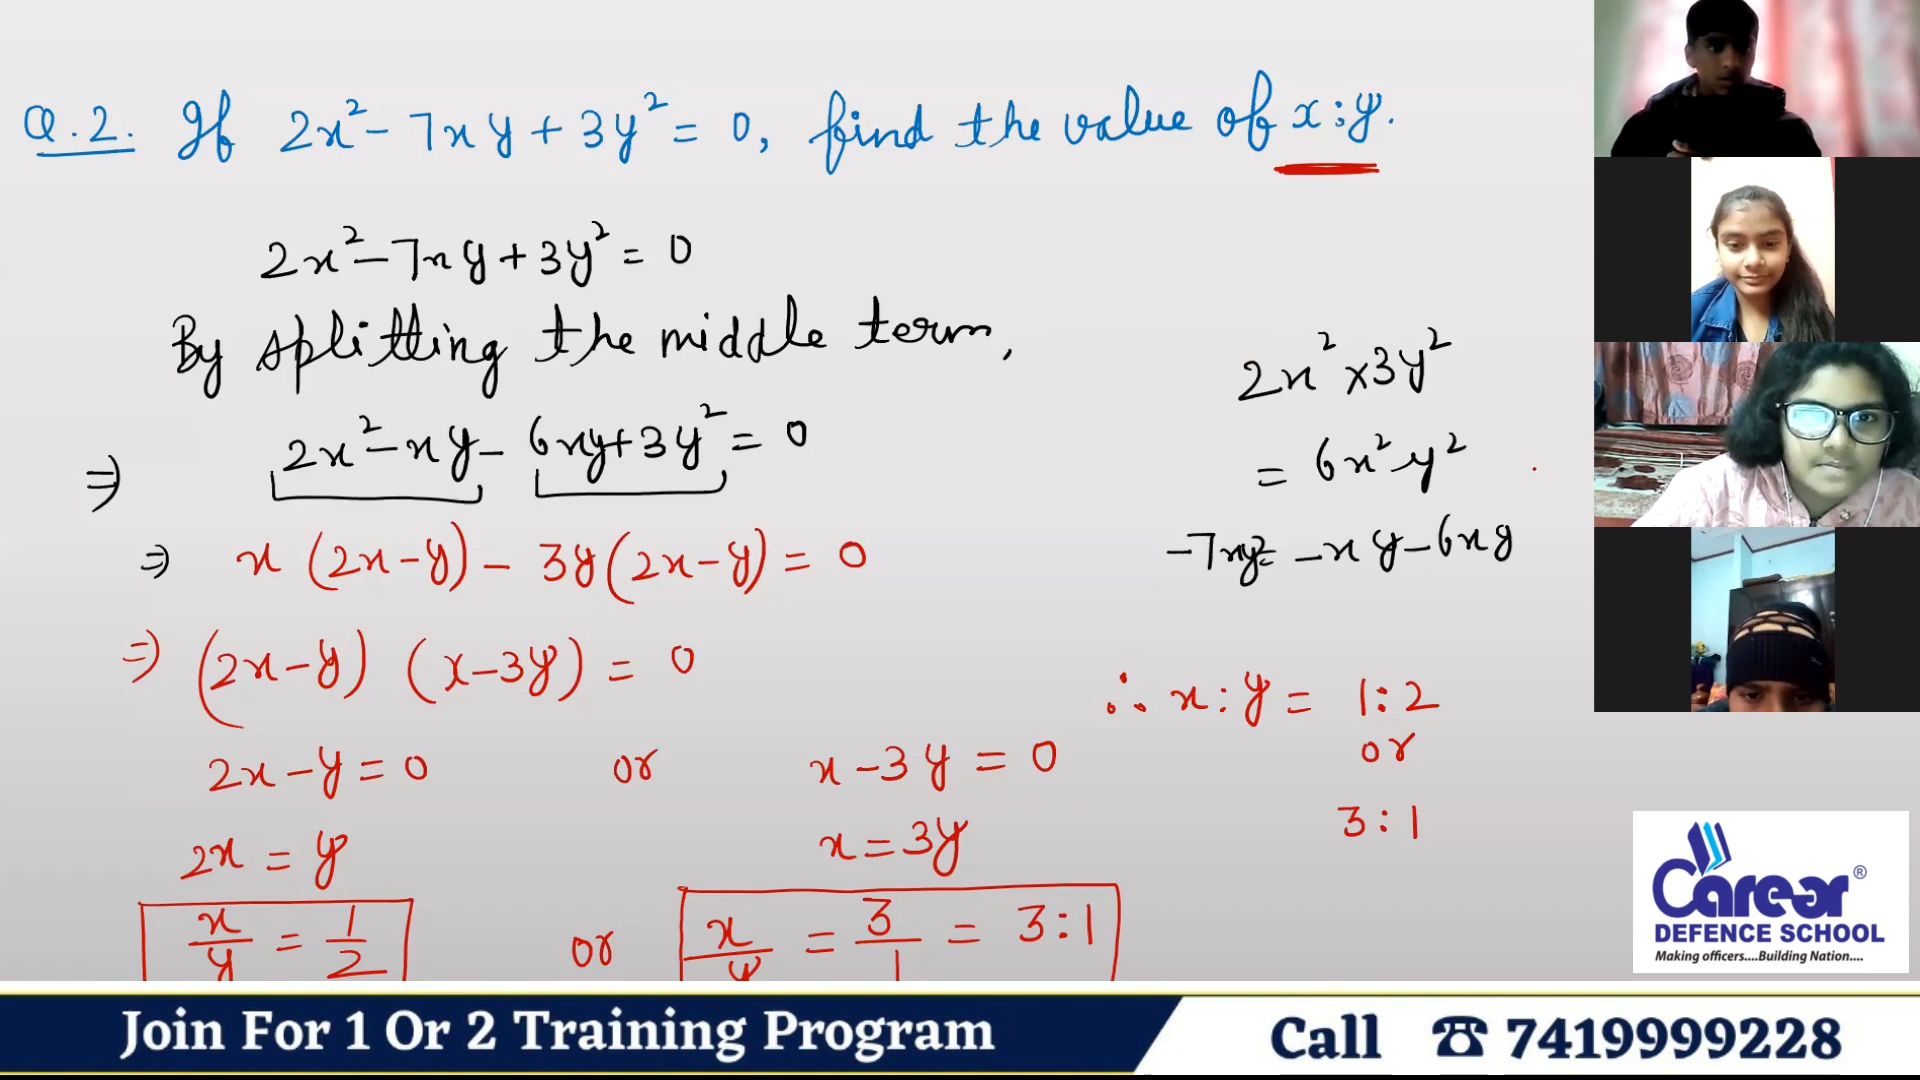 Q.2. If 2x² - 7xy + 3y² = 0, find the value of x:y.
2x² - 7xy + 3y² = 0
By splitting the middle term,
⇒ 2x² - xy - 6xy + 3y² = 0
⇒ x(2x-y) - 3y(2x-y) = 0
⇒ (2x-y) (x-3y) = 0
2x - y = 0 or x - 3y = 0
2x = y x = 3y
x/y = 1/2 or x/y = 3/1 = 3:1
2x² × 3y²
= 6x²y²
-7xy = -xy - 6xy
∴ x:y = 1:2
or
3:1
Carear ®
DEFENCE SCHOOL
Making officers....Building Nation....
Join For 1 Or 2 Training Program
Call ☎ 7419999228